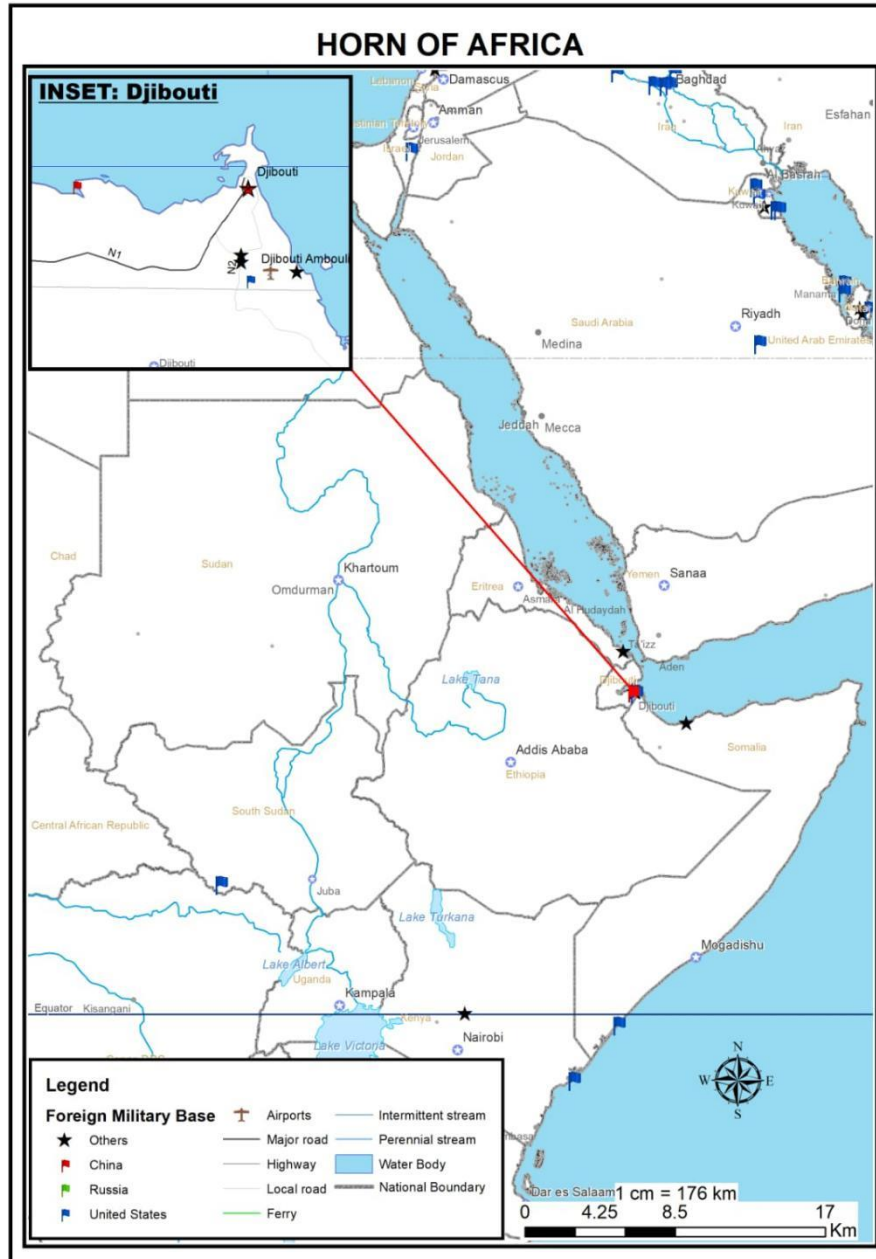 HORN OF AFRICA
INSET: Djibouti
Djibouti
N1
N2
Djibouti Ambouli
Djibouti
Lebanon
Syria
Damascus
Amman
Jerusalem
Israel
Jordan
Baghdad
Iraq
Iran
Esfahan
Ahvaz
Al Basrah
Kuwait
Kuwait
Manama
Riyadh
Saudi Arabia
United Arab Emirates
Medina
Jeddah
Mecca
Chad
Sudan
Khartoum
Omdurman
Eritrea
Asmara
Yemen
Sanaa
Al Hudaydah
Ta'izz
Aden
Lake Tana
Djibouti
Djibouti
Somalia
Addis Ababa
Ethiopia
South Sudan
Central African Republic
Juba
Lake Turkana
Mogadishu
Lake Albert
Uganda
Kampala
Equator
Kisangani
Kenya
Nairobi
Lake Victoria
N
W
E
S
Dar es Salaam
Legend
Foreign Military Base
Others
China
Russia
United States
Airports
Major road
Highway
Local road
Ferry
Intermittent stream
Perennial stream
Water Body
National Boundary
1 cm = 176 km
0 4.25 8.5 17
Km